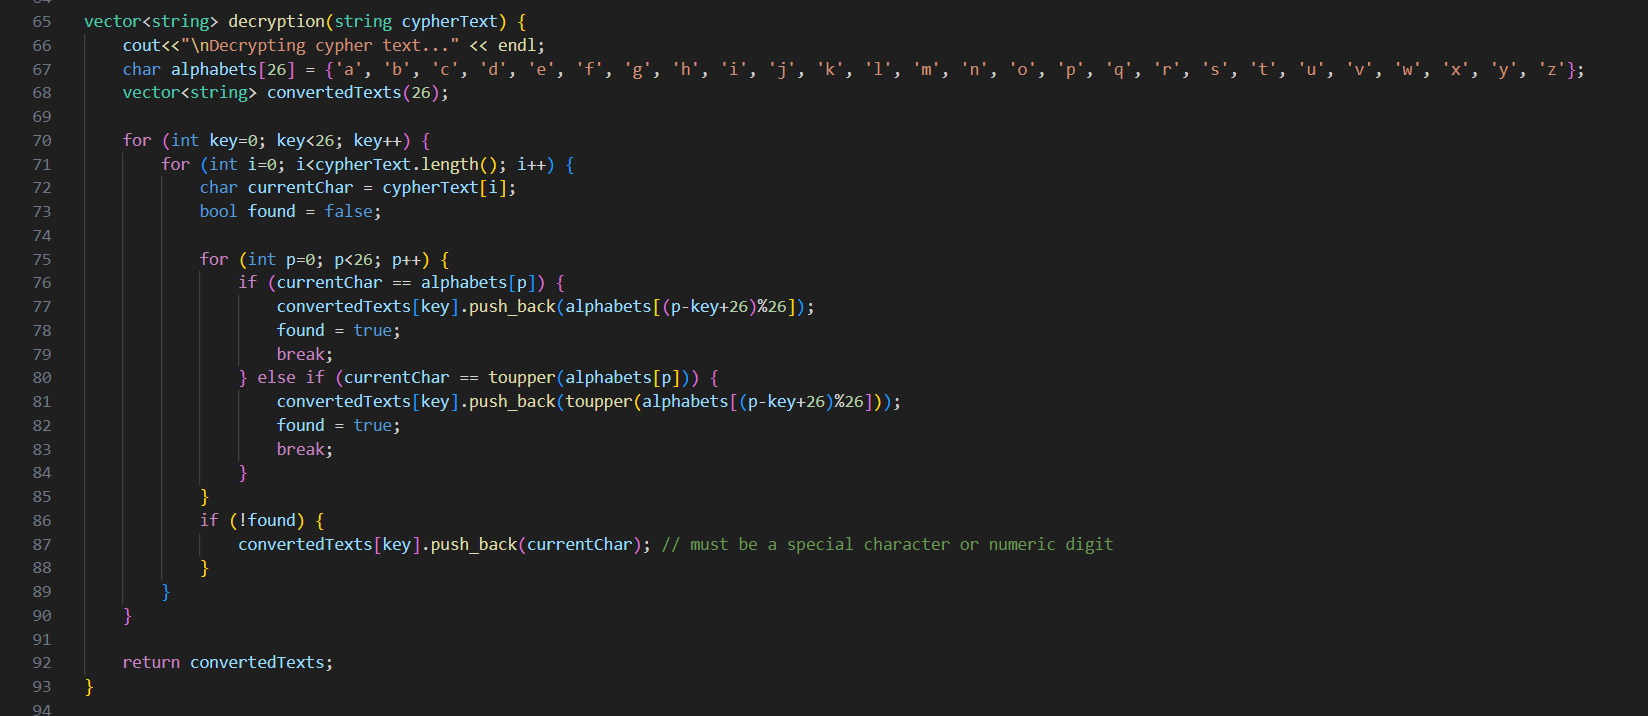 65 vector<string> decryption(string cypherText) {
66     cout<<"\nDecrypting cypher text..." << endl;
67     char alphabets[26] = {'a', 'b', 'c', 'd', 'e', 'f', 'g', 'h', 'i', 'j', 'k', 'l', 'm', 'n', 'o', 'p', 'q', 'r', 's', 't', 'u', 'v', 'w', 'x', 'y', 'z'};
68     vector<string> convertedTexts(26);
69
70     for (int key=0; key<26; key++) {
71         for (int i=0; i<cypherText.length(); i++) {
72             char currentChar = cypherText[i];
73             bool found = false;
74
75             for (int p=0; p<26; p++) {
76                 if (currentChar == alphabets[p]) {
77                     convertedTexts[key].push_back(alphabets[(p-key+26)%26]);
78                     found = true;
79                     break;
80                 } else if (currentChar == toupper(alphabets[p])) {
81                     convertedTexts[key].push_back(toupper(alphabets[(p-key+26)%26]));
82                     found = true;
83                     break;
84                 }
85             }
86             if (!found) {
87                 convertedTexts[key].push_back(currentChar); // must be a special character or numeric digit
88             }
89         }
90     }
91
92     return convertedTexts;
93 }
94